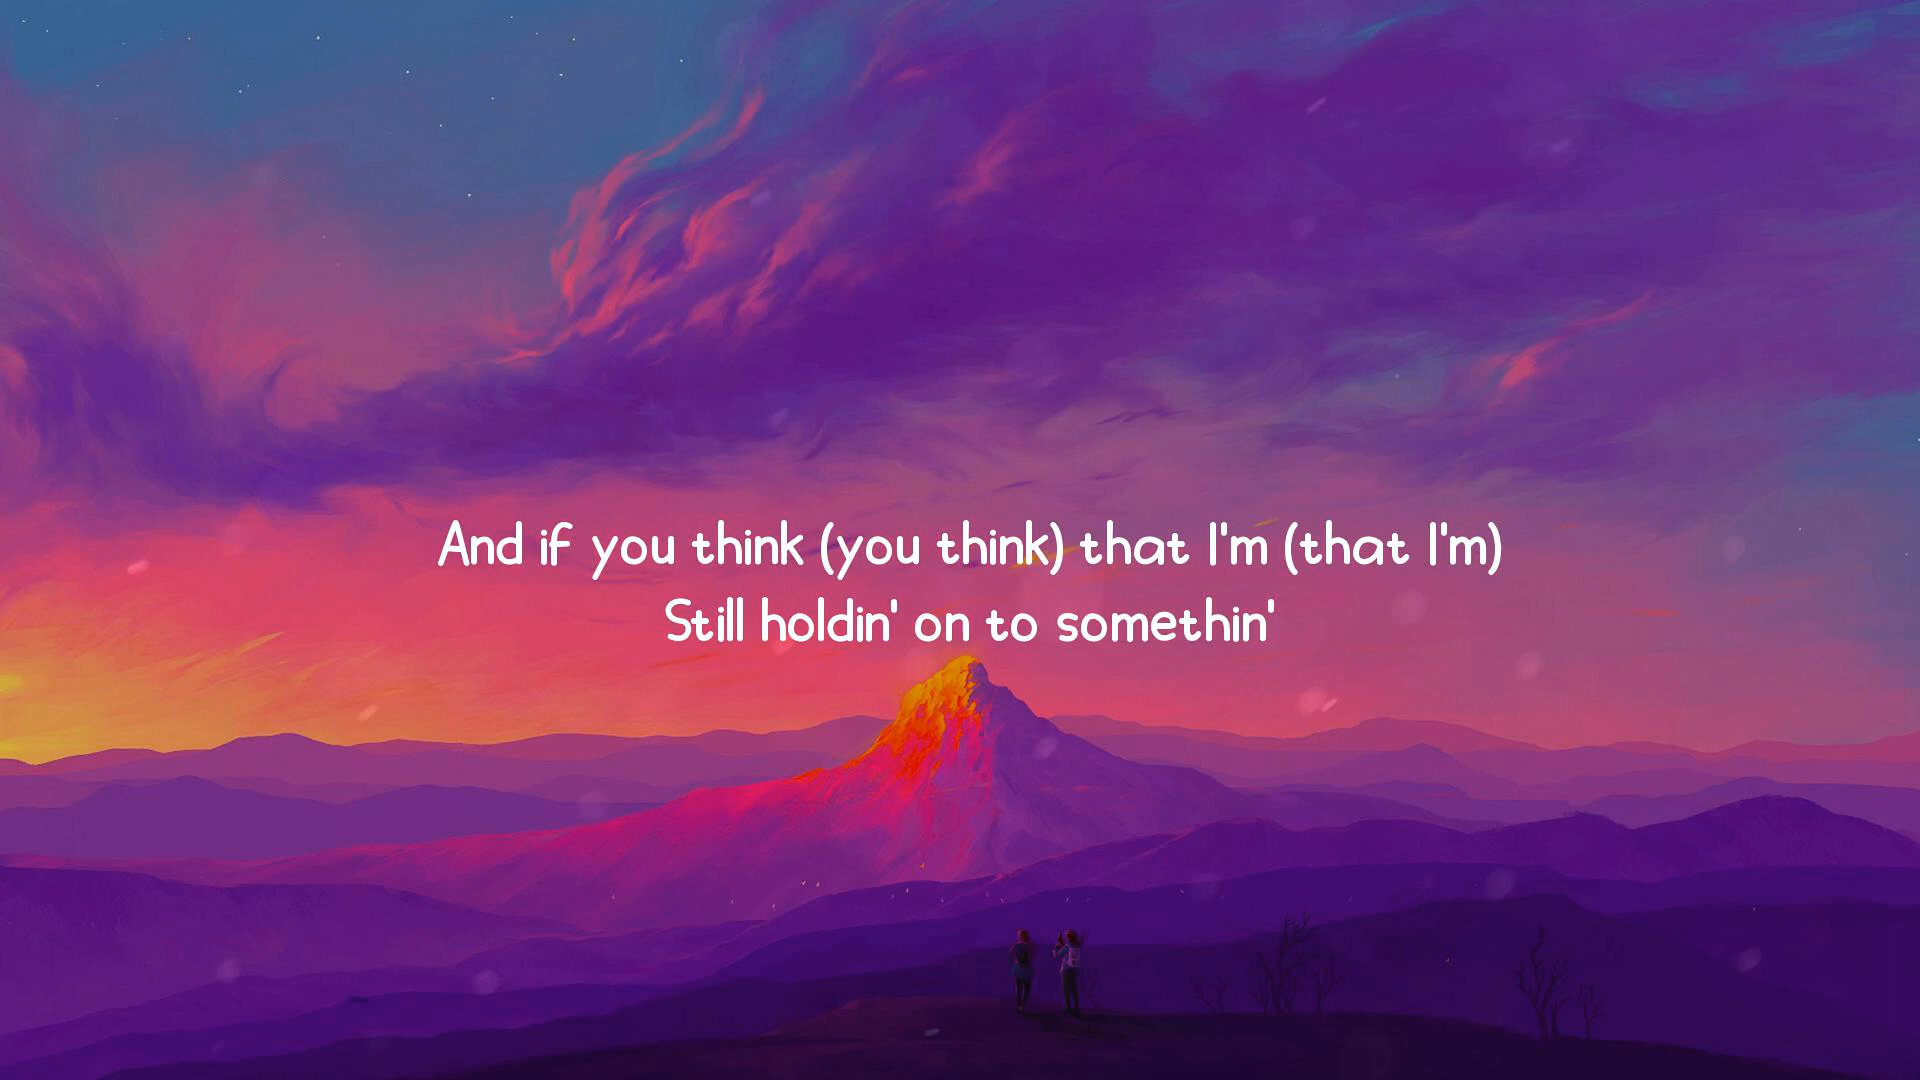 And if you think (you think) that I'm (that I'm)
Still holdin' on to somethin'